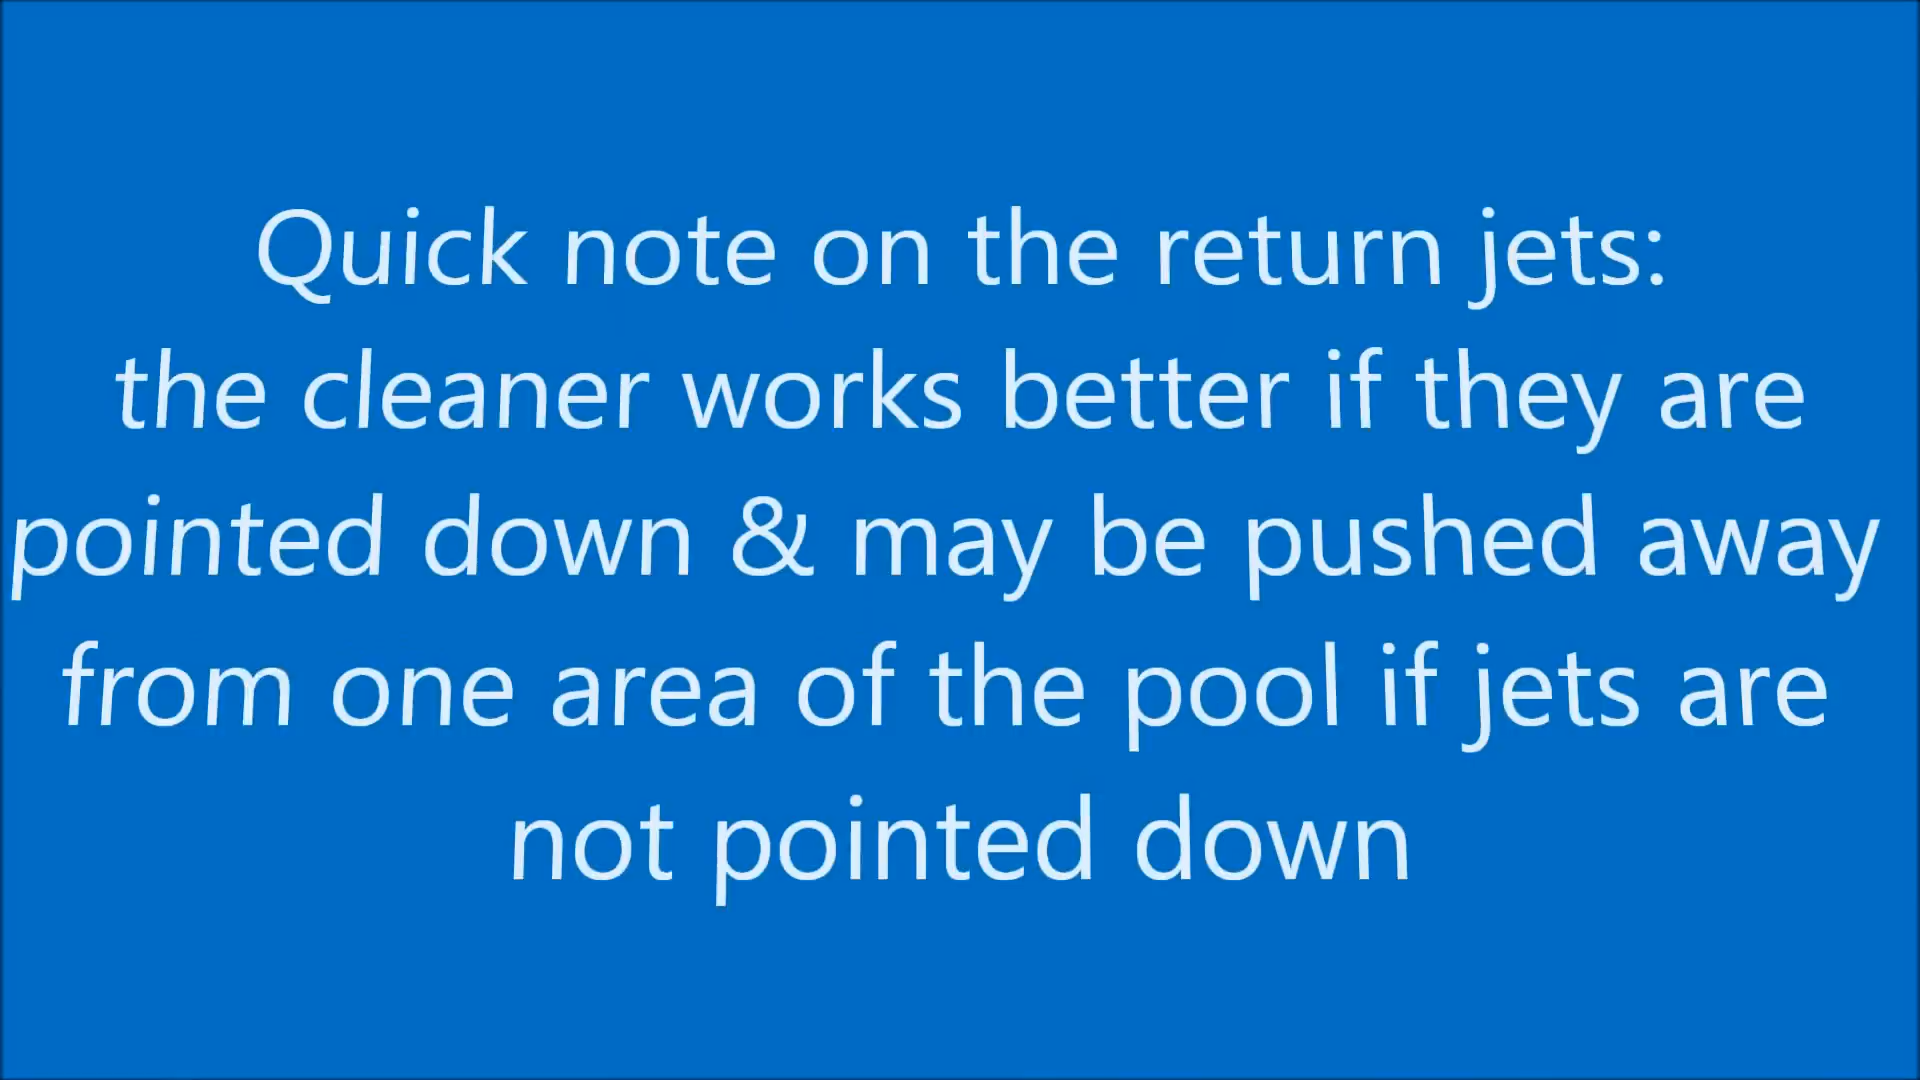 Quick note on the return jets:
the cleaner works better if they are
pointed down & may be pushed away
from one area of the pool if jets are
not pointed down